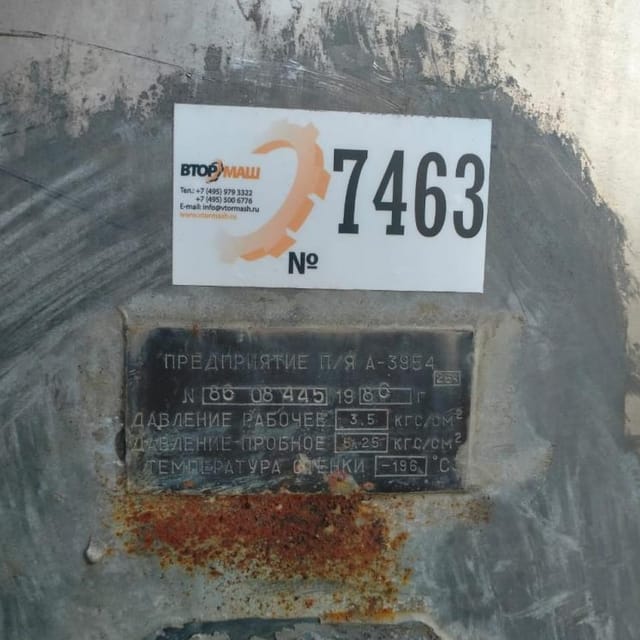 ВТОРМАШ
Тел.: +7 (495) 979 3322
+7 (495) 500 6776
E-mail: info@vtormash.ru
www.vtormash.ru
№ 7463
ПРЕДПРИЯТИЕ П/Я А-3954
N 86 08 445 1986 Г
ДАВЛЕНИЕ РАБОЧЕЕ 3.5 КГС/СМ²
ДАВЛЕНИЕ ПРОБНОЕ 6.25 КГС/СМ²
ТЕМПЕРАТУРА СТЕНКИ -196 °С